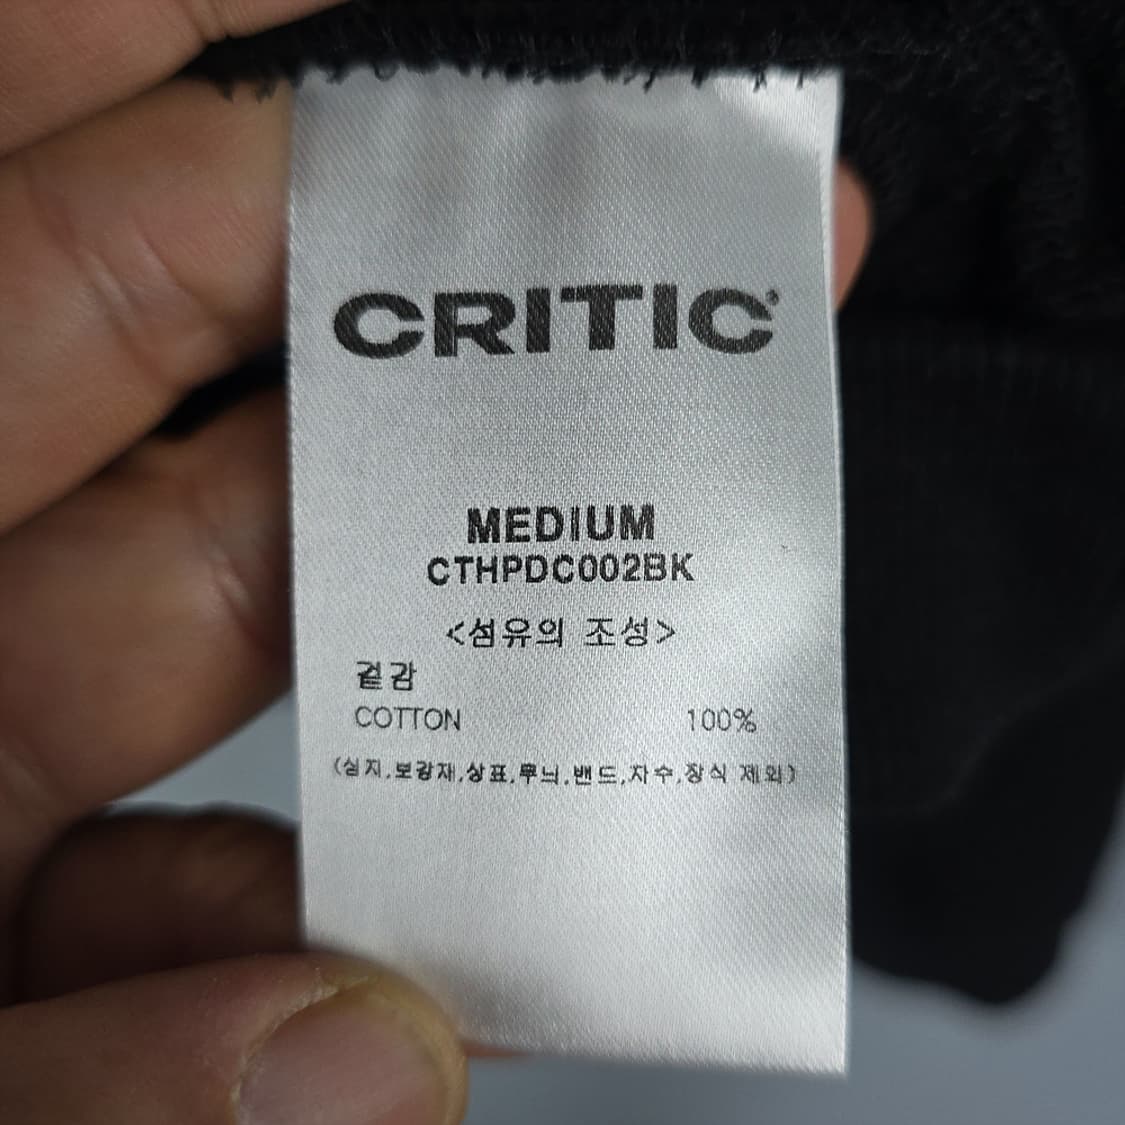 CRITIC
MEDIUM
CTHPDC002BK
<섬유의 조성>
겉감
COTTON 100%
(심지,보강재,상표,무늬,밴드,자수,장식 제외)